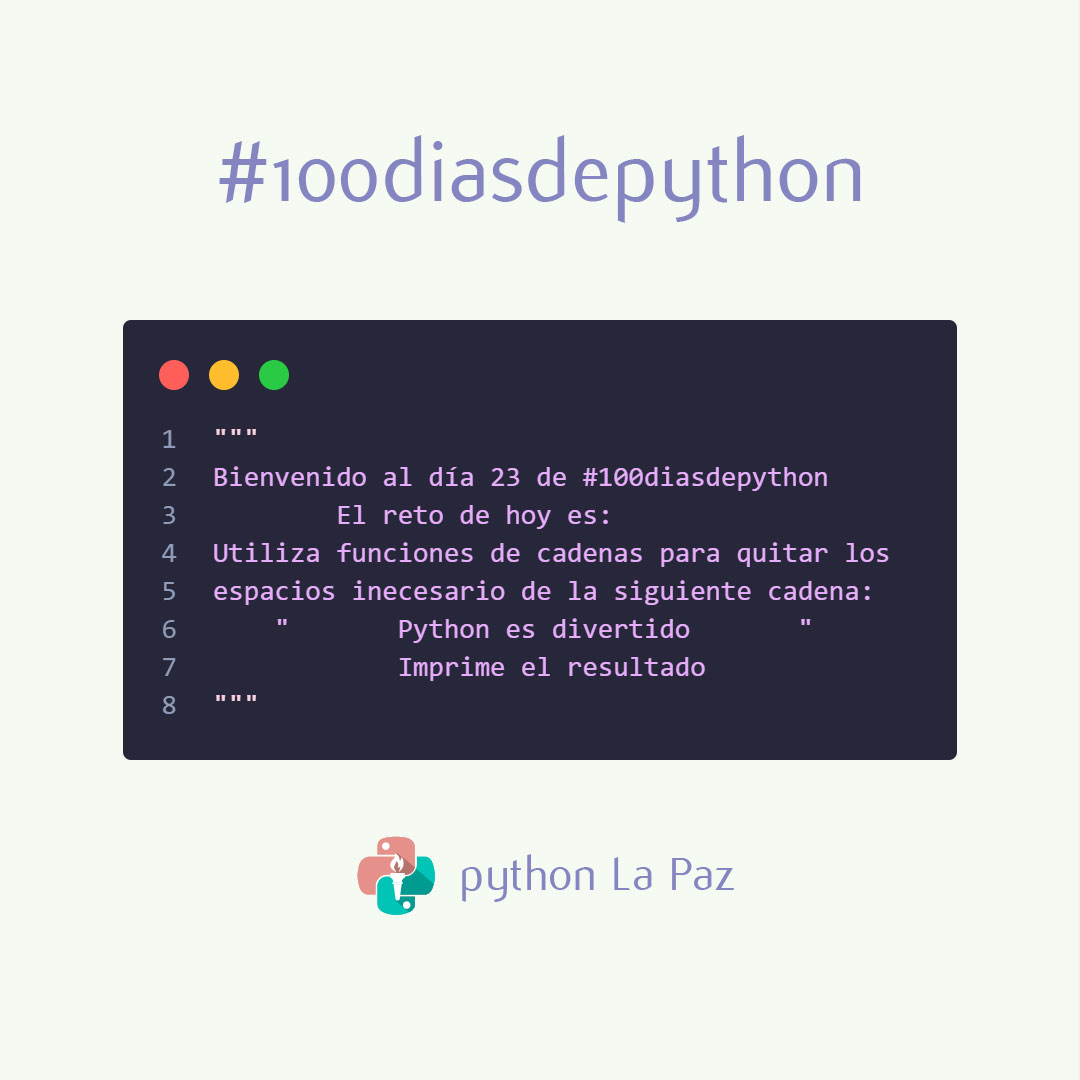 #100diasdepython
1 """
2 Bienvenido al día 23 de #100diasdepython
3         El reto de hoy es:
4 Utiliza funciones de cadenas para quitar los
5 espacios inecesario de la siguiente cadena:
6     "       Python es divertido       "
7             Imprime el resultado
8 """
python La Paz